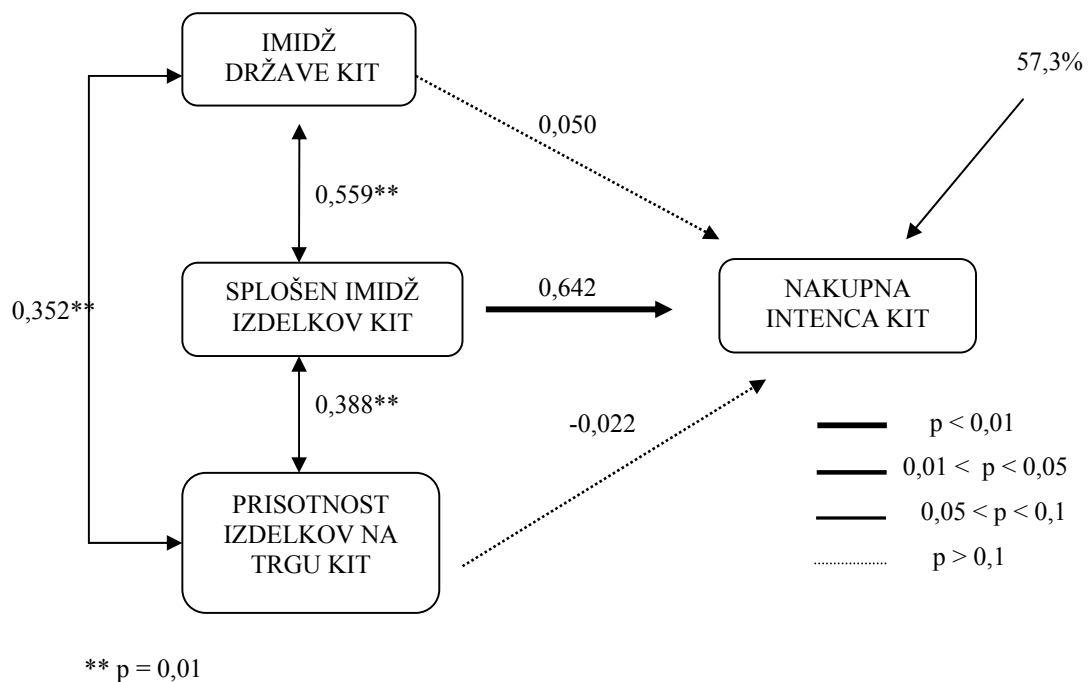 IMIDŽ
DRŽAVE KIT
57,3%
0,050
0,559**
SPLOŠEN IMIDŽ
IZDELKOV KIT
0,642
NAKUPNA
INTENCA KIT
0,352**
0,388**
-0,022
p < 0,01
0,01 < p < 0,05
0,05 < p < 0,1
p > 0,1
PRISOTNOST
IZDELKOV NA
TRGU KIT
** p = 0,01